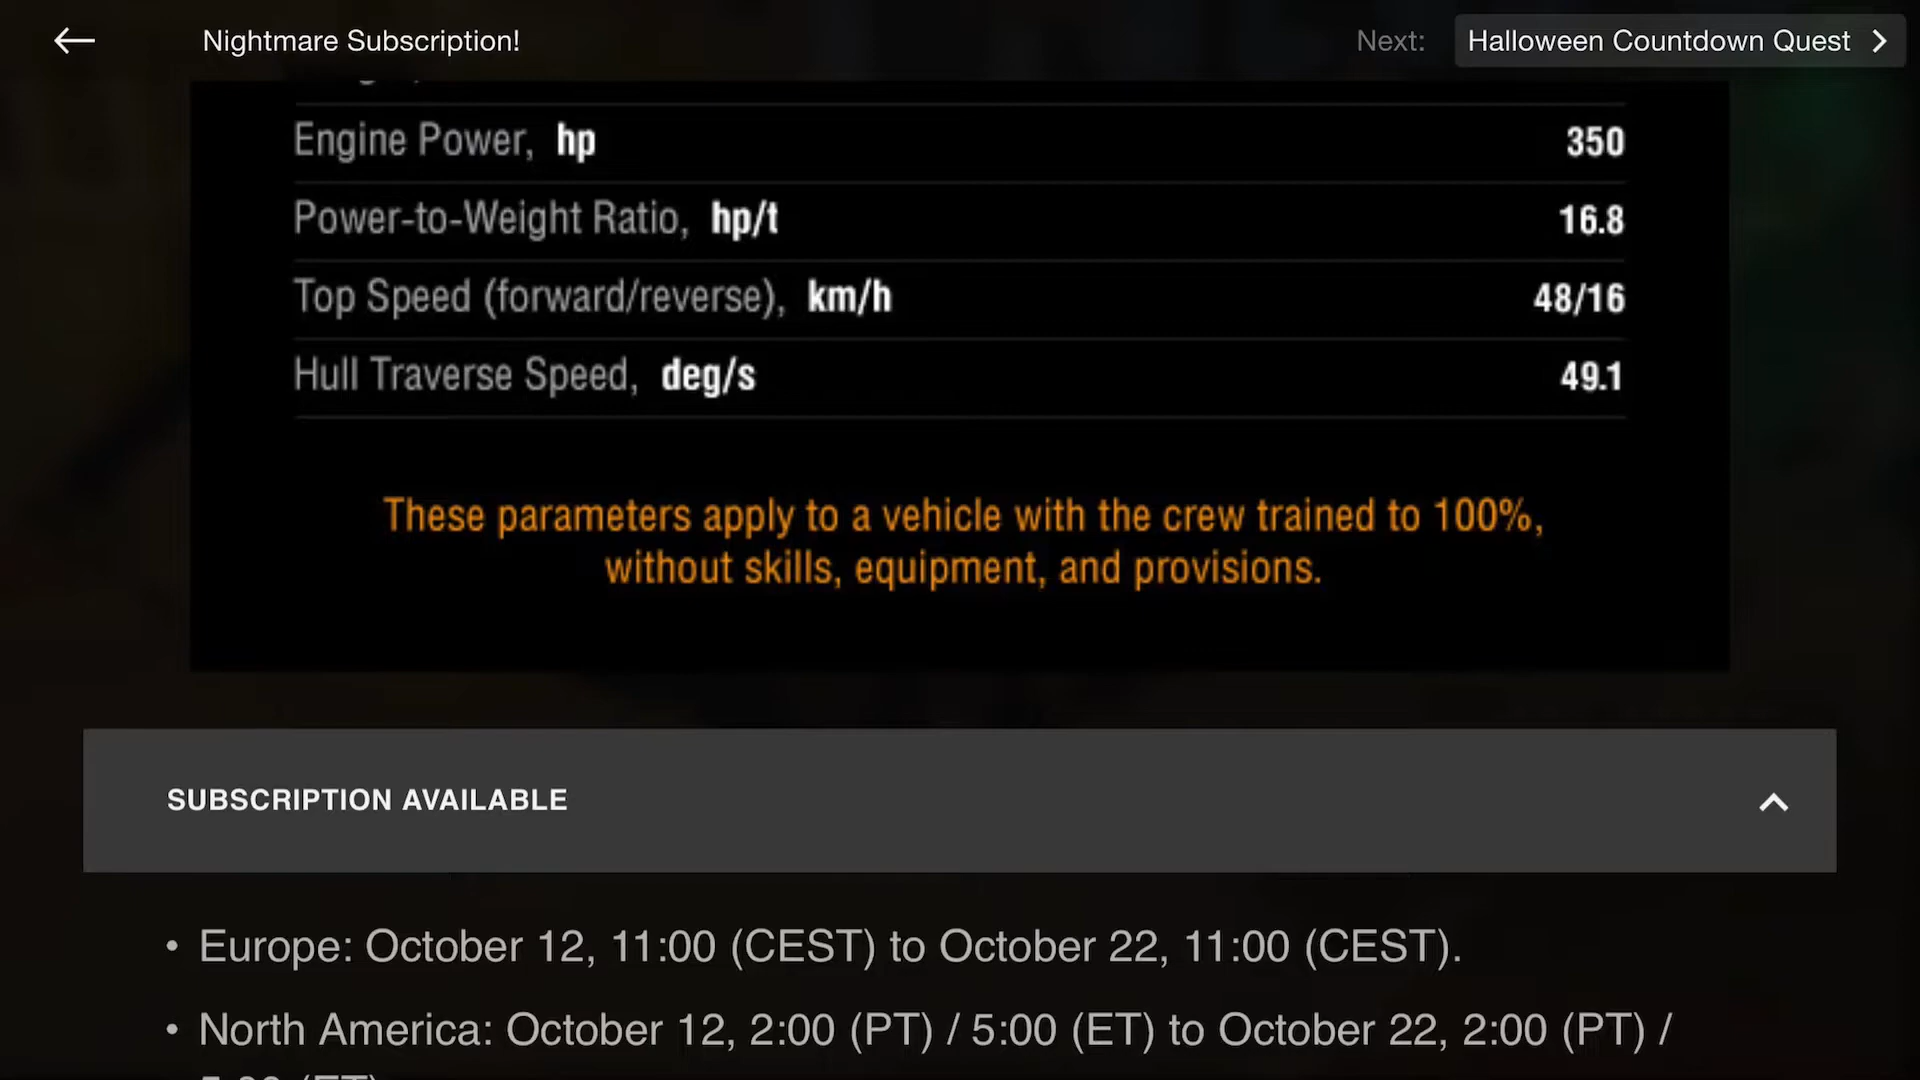 Nightmare Subscription!
Next: Halloween Countdown Quest
Engine Power, hp 350
Power-to-Weight Ratio, hp/t 16.8
Top Speed (forward/reverse), km/h 48/16
Hull Traverse Speed, deg/s 49.1
These parameters apply to a vehicle with the crew trained to 100%,
without skills, equipment, and provisions.
SUBSCRIPTION AVAILABLE
• Europe: October 12, 11:00 (CEST) to October 22, 11:00 (CEST).
• North America: October 12, 2:00 (PT) / 5:00 (ET) to October 22, 2:00 (PT) /